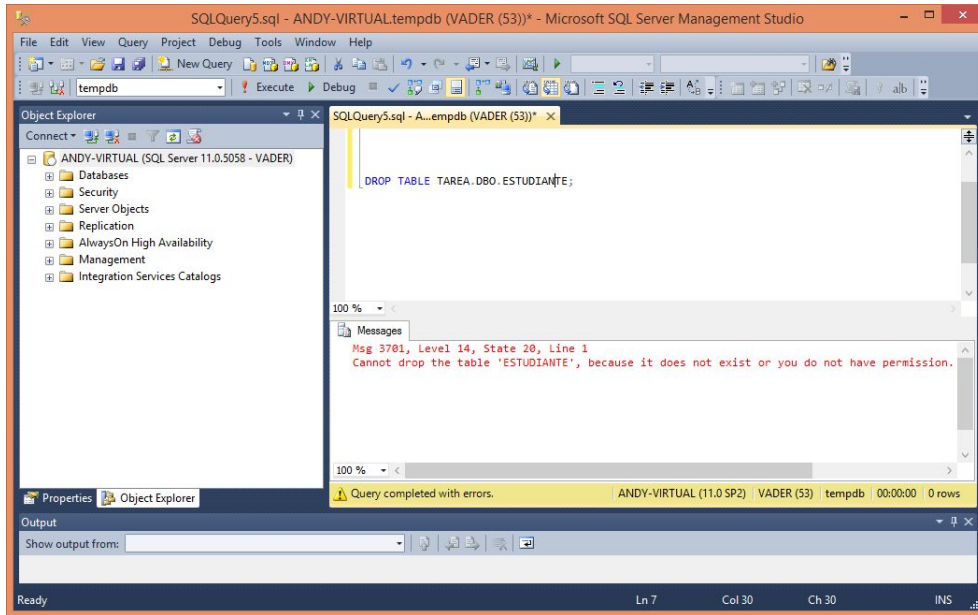 SQLQuery5.sql - ANDY-VIRTUAL.tempdb (VADER (53))* - Microsoft SQL Server Management Studio
File Edit View Query Project Debug Tools Window Help
New Query
tempdb Execute Debug
Object Explorer
Connect
ANDY-VIRTUAL (SQL Server 11.0.5058 - VADER)
Databases
Security
Server Objects
Replication
AlwaysOn High Availability
Management
Integration Services Catalogs
Properties Object Explorer
SQLQuery5.sql - A...empdb (VADER (53))*
DROP TABLE TAREA.DBO.ESTUDIANTE;
100 %
Messages
Msg 3701, Level 14, State 20, Line 1
Cannot drop the table 'ESTUDIANTE', because it does not exist or you do not have permission.
100 %
Query completed with errors. ANDY-VIRTUAL (11.0 SP2) VADER (53) tempdb 00:00:00 0 rows
Output
Show output from:
Ready Ln 7 Col 30 Ch 30 INS